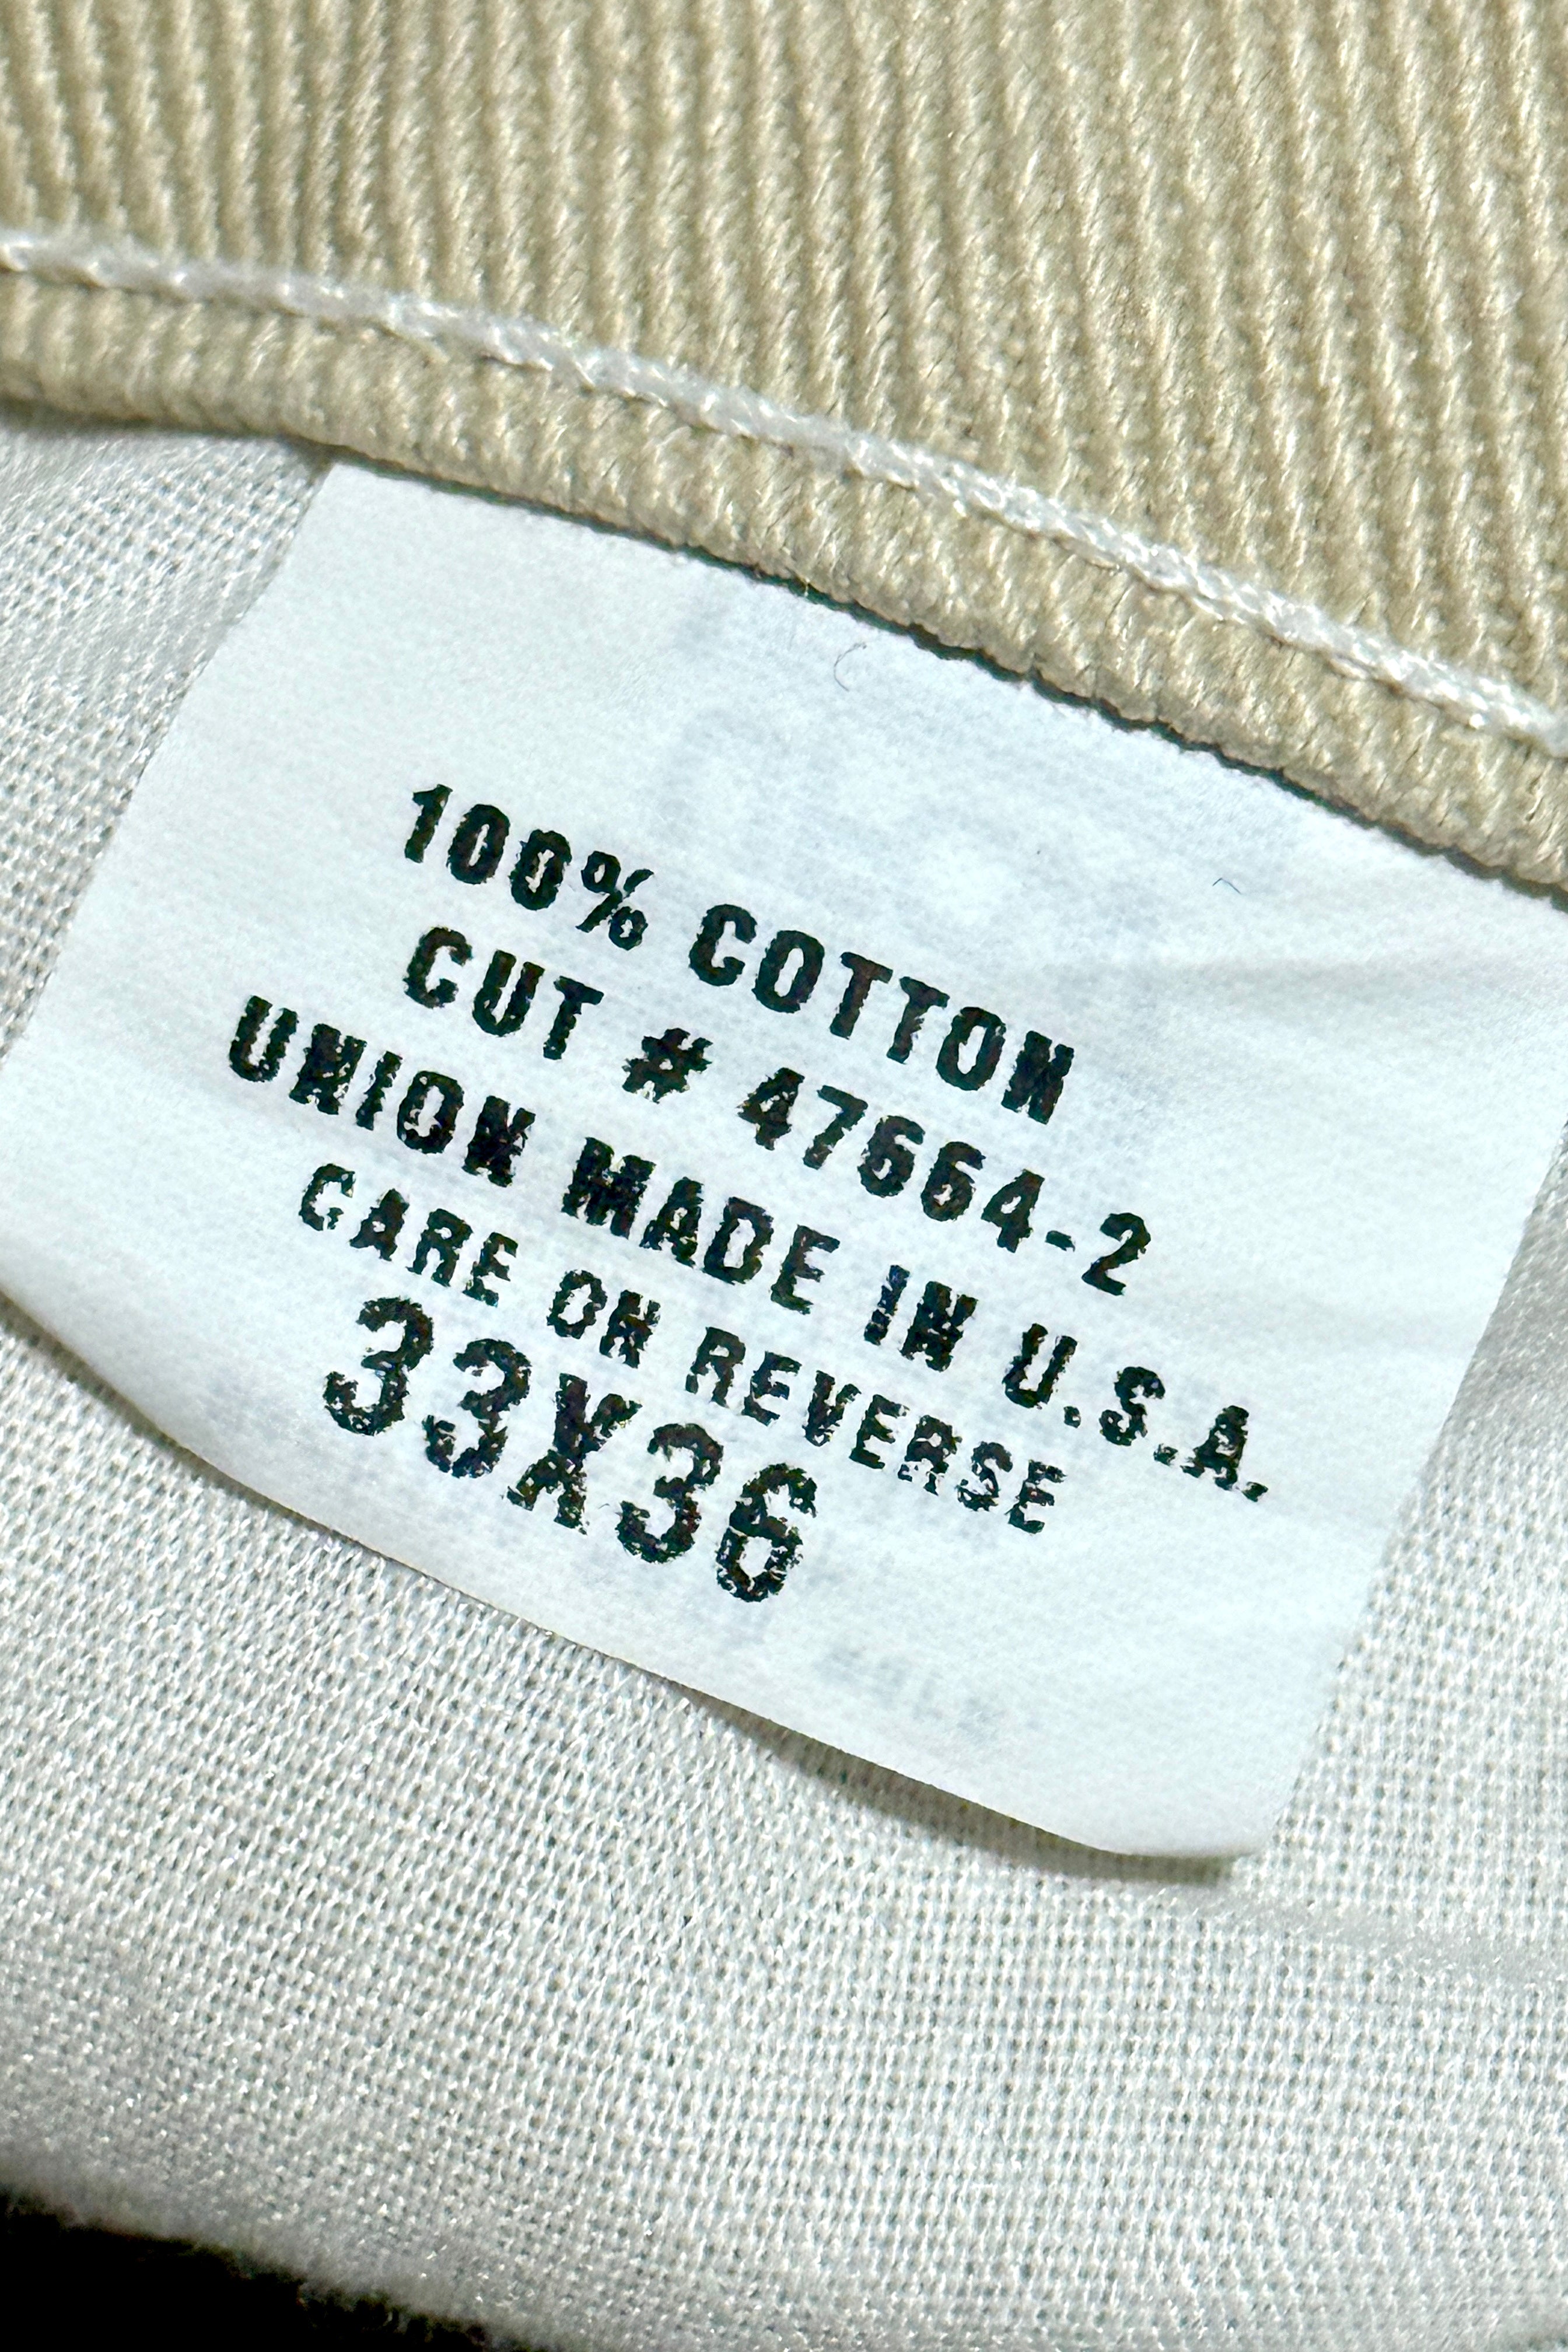 100% COTTON
CUT # 47664-2
UNION MADE IN U.S.A.
CARE ON REVERSE
33X36